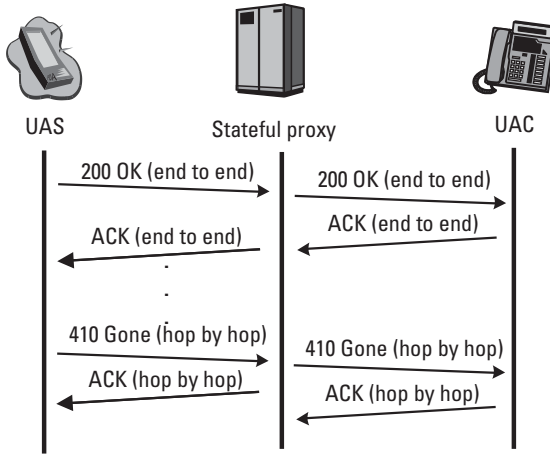 UAS
Stateful proxy
UAC
200 OK (end to end)
200 OK (end to end)
ACK (end to end)
ACK (end to end)
410 Gone (hop by hop)
410 Gone (hop by hop)
ACK (hop by hop)
ACK (hop by hop)